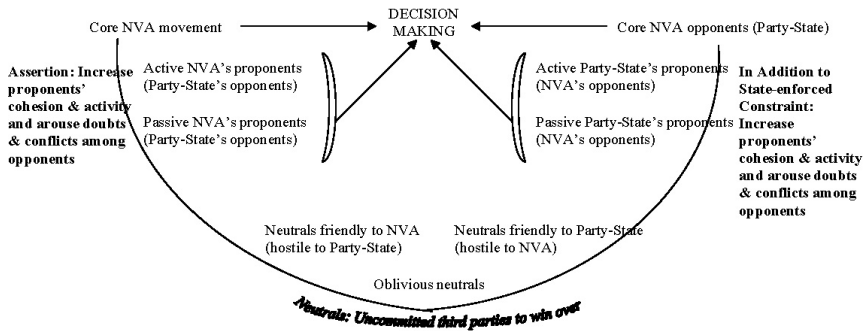 DECISION
MAKING
Core NVA movement
Core NVA opponents (Party-State)
Assertion: Increase
proponents'
cohesion & activity
and arouse doubts
& conflicts among
opponents
Active NVA's proponents
(Party-State's opponents)
Passive NVA's proponents
(Party-State's opponents)
Active Party-State's proponents
(NVA's opponents)
Passive Party-State's proponents
(NVA's opponents)
In Addition to
State-enforced
Constraint:
Increase
proponents'
cohesion & activity
and arouse doubts
& conflicts among
opponents
Neutrals friendly to NVA
(hostile to Party-State)
Neutrals friendly to Party-State
(hostile to NVA)
Oblivious neutrals
Neutrals: Uncommitted third parties to win over